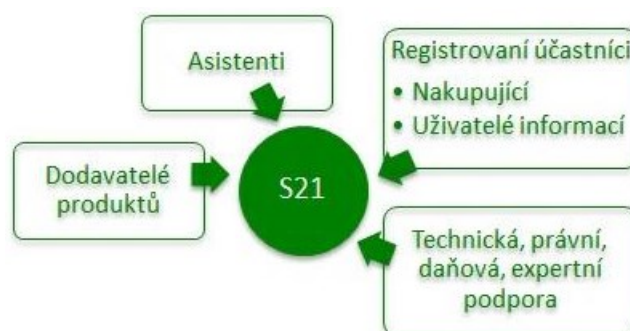 Asistenti
Registrovaní účastníci
• Nakupující
• Uživatelé informací
Dodavatelé
produktů
S21
Technická, právní,
daňová, expertní
podpora